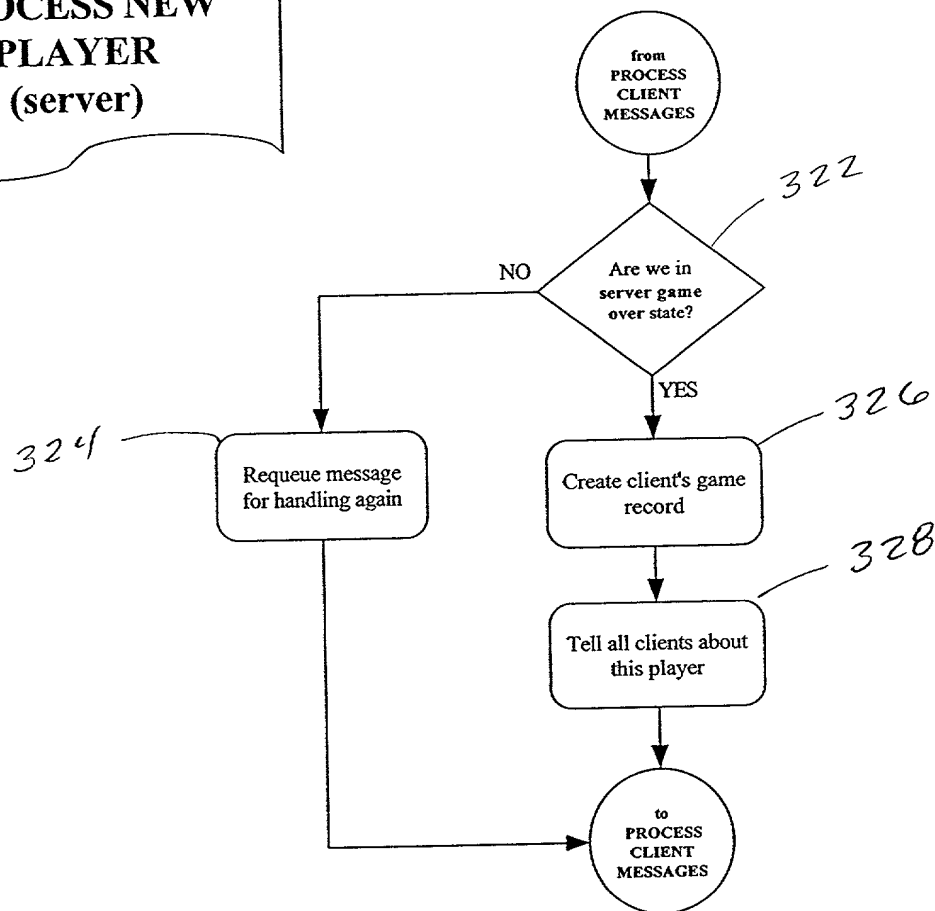 OCESS NEW
PLAYER
(server)
from
PROCESS
CLIENT
MESSAGES
322
Are we in
server game
over state?
NO
YES
324
Requeue message
for handling again
326
Create client's game
record
328
Tell all clients about
this player
to
PROCESS
CLIENT
MESSAGES